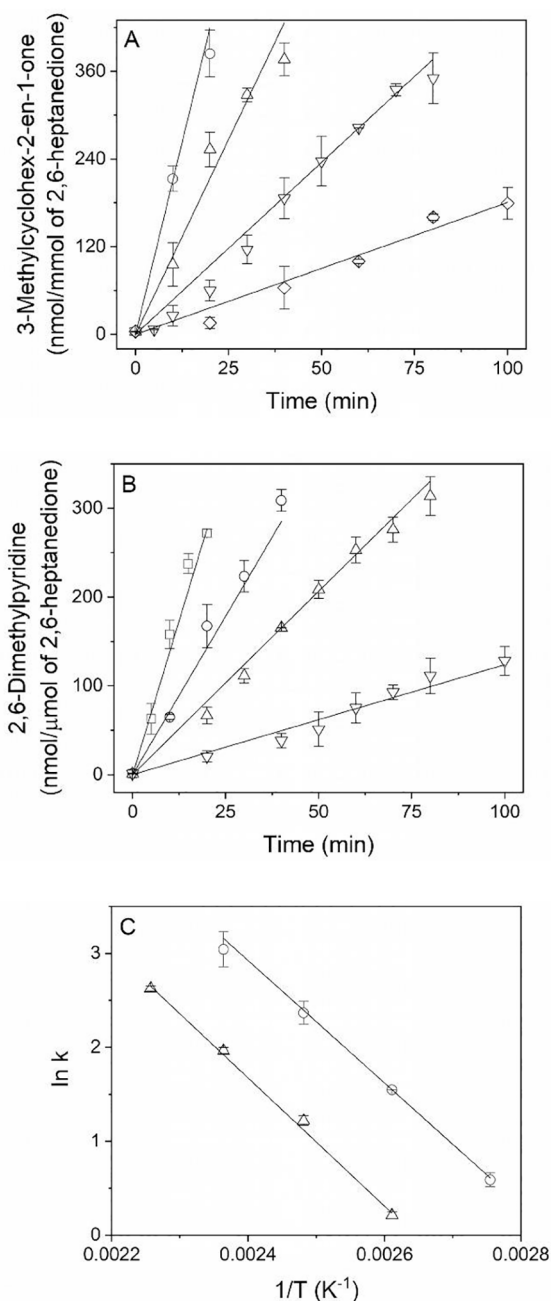 A
3-Methylcyclohex-2-en-1-one
(nmol/mmol of 2,6-heptanedione)
360
240
120
0
0 25 50 75 100
Time (min)
B
2,6-Dimethylpyridine
(nmol/μmol of 2,6-heptanedione)
300
200
100
0
0 25 50 75 100
Time (min)
C
ln k
3
2
1
0
0.0022 0.0024 0.0026 0.0028
1/T (K⁻¹)